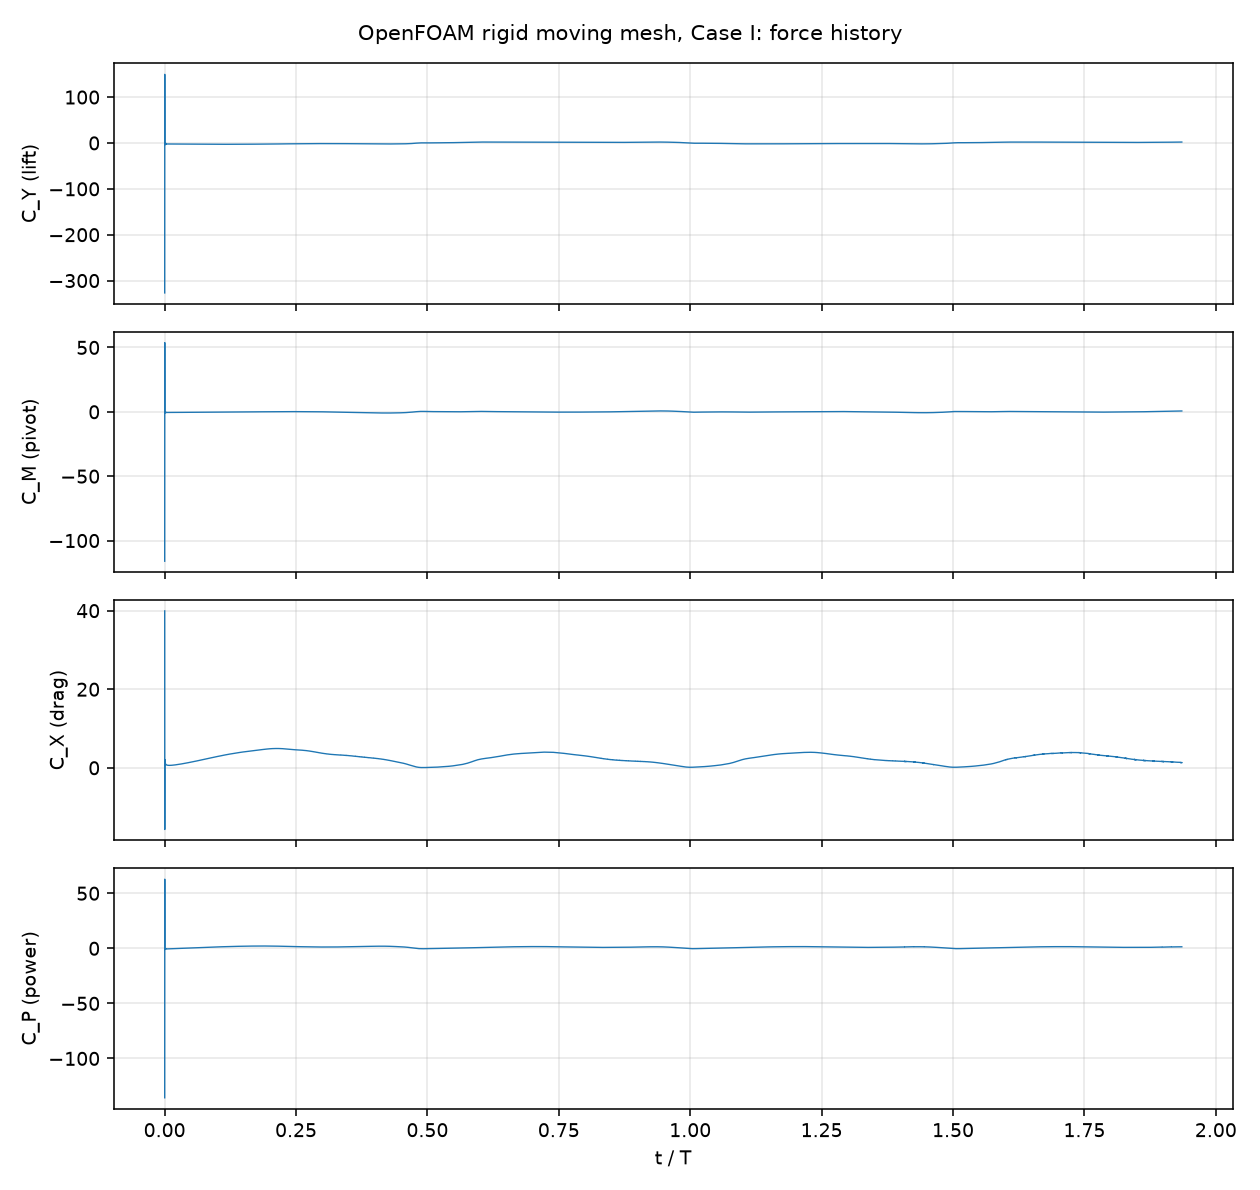 OpenFOAM rigid moving mesh, Case I: force history
C_Y (lift)
100
0
−100
−200
−300
C_M (pivot)
50
0
−50
−100
C_X (drag)
40
20
0
C_P (power)
50
0
−50
−100
0.00 0.25 0.50 0.75 1.00 1.25 1.50 1.75 2.00
t / T